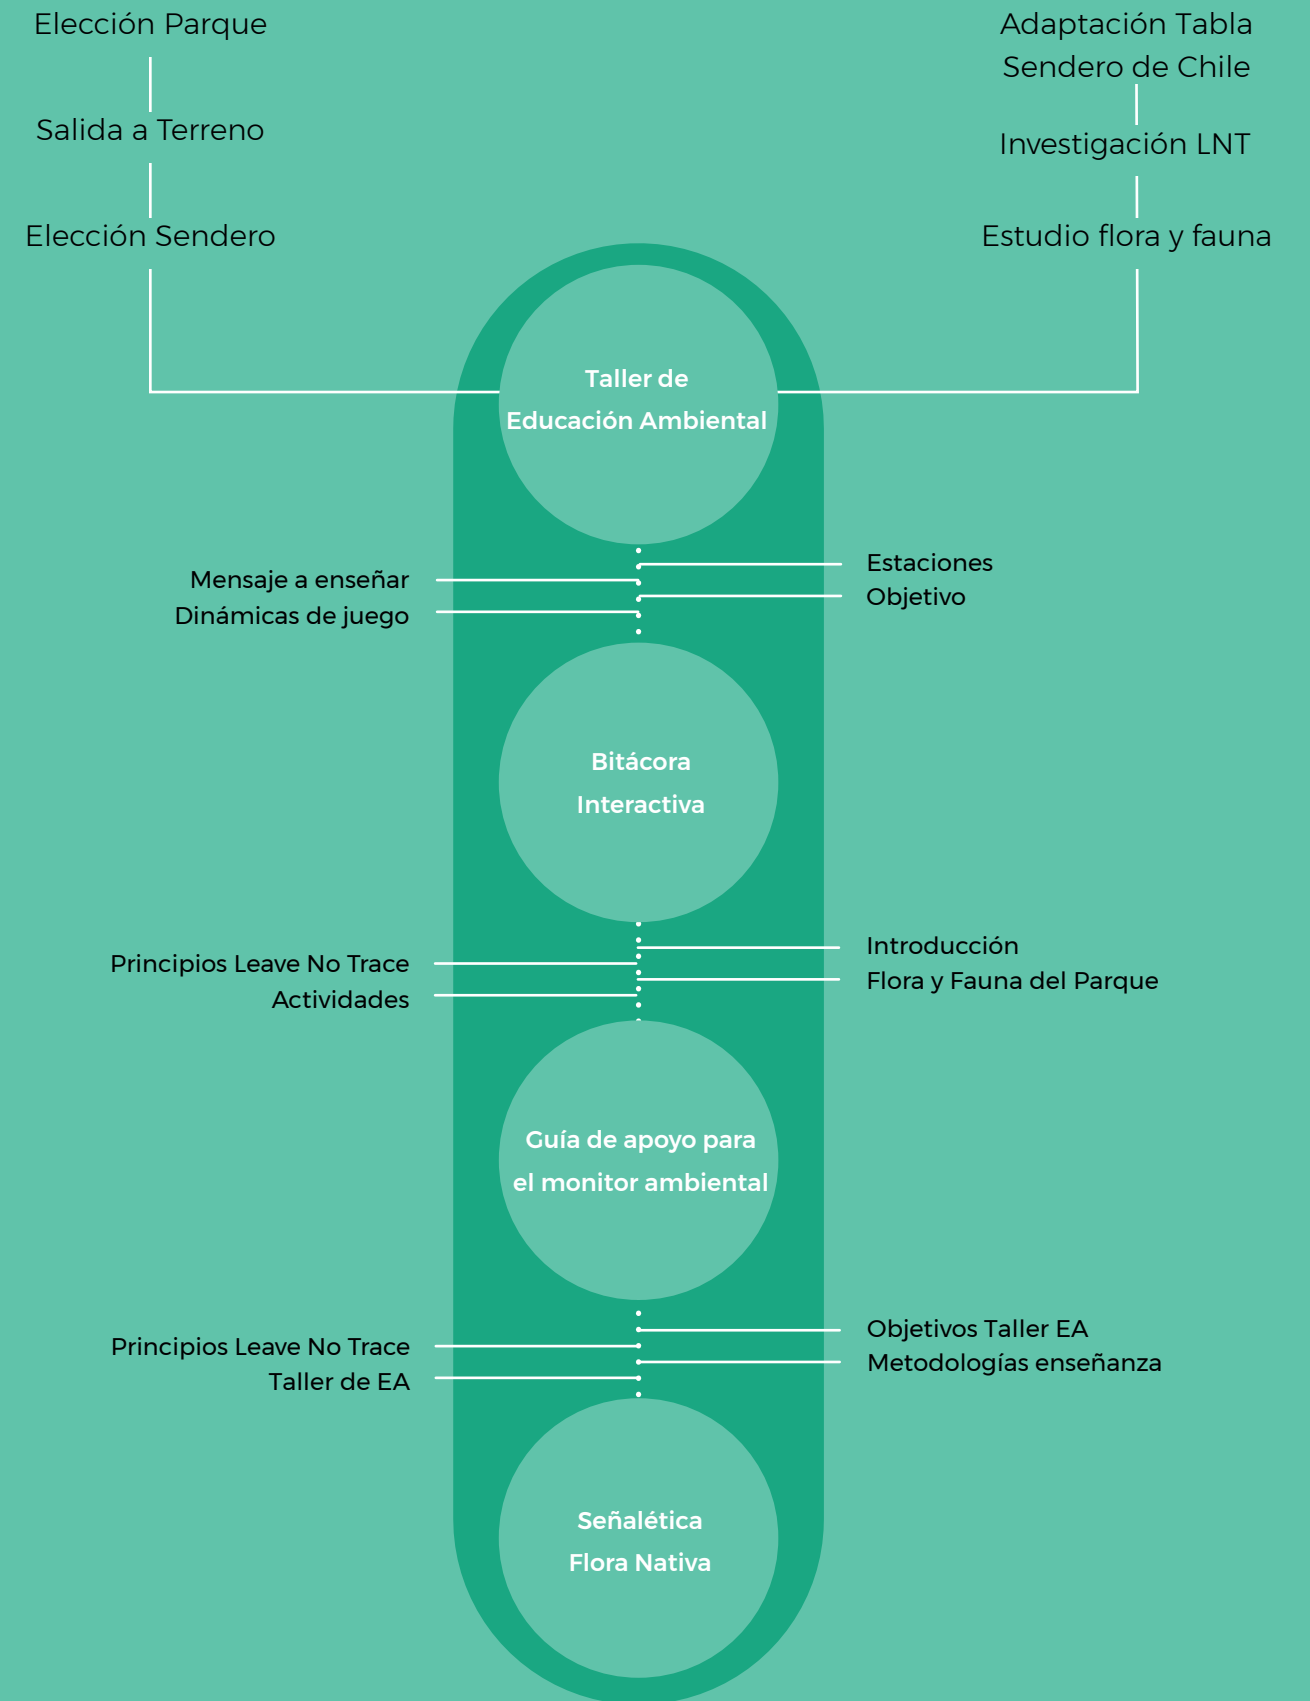 Elección Parque
Salida a Terreno
Elección Sendero
Adaptación Tabla
Sendero de Chile
Investigación LNT
Estudio flora y fauna
Taller de
Educación Ambiental
Mensaje a enseñar
Dinámicas de juego
Estaciones
Objetivo
Bitácora
Interactiva
Principios Leave No Trace
Actividades
Introducción
Flora y Fauna del Parque
Guía de apoyo para
el monitor ambiental
Principios Leave No Trace
Taller de EA
Objetivos Taller EA
Metodologías enseñanza
Señalética
Flora Nativa